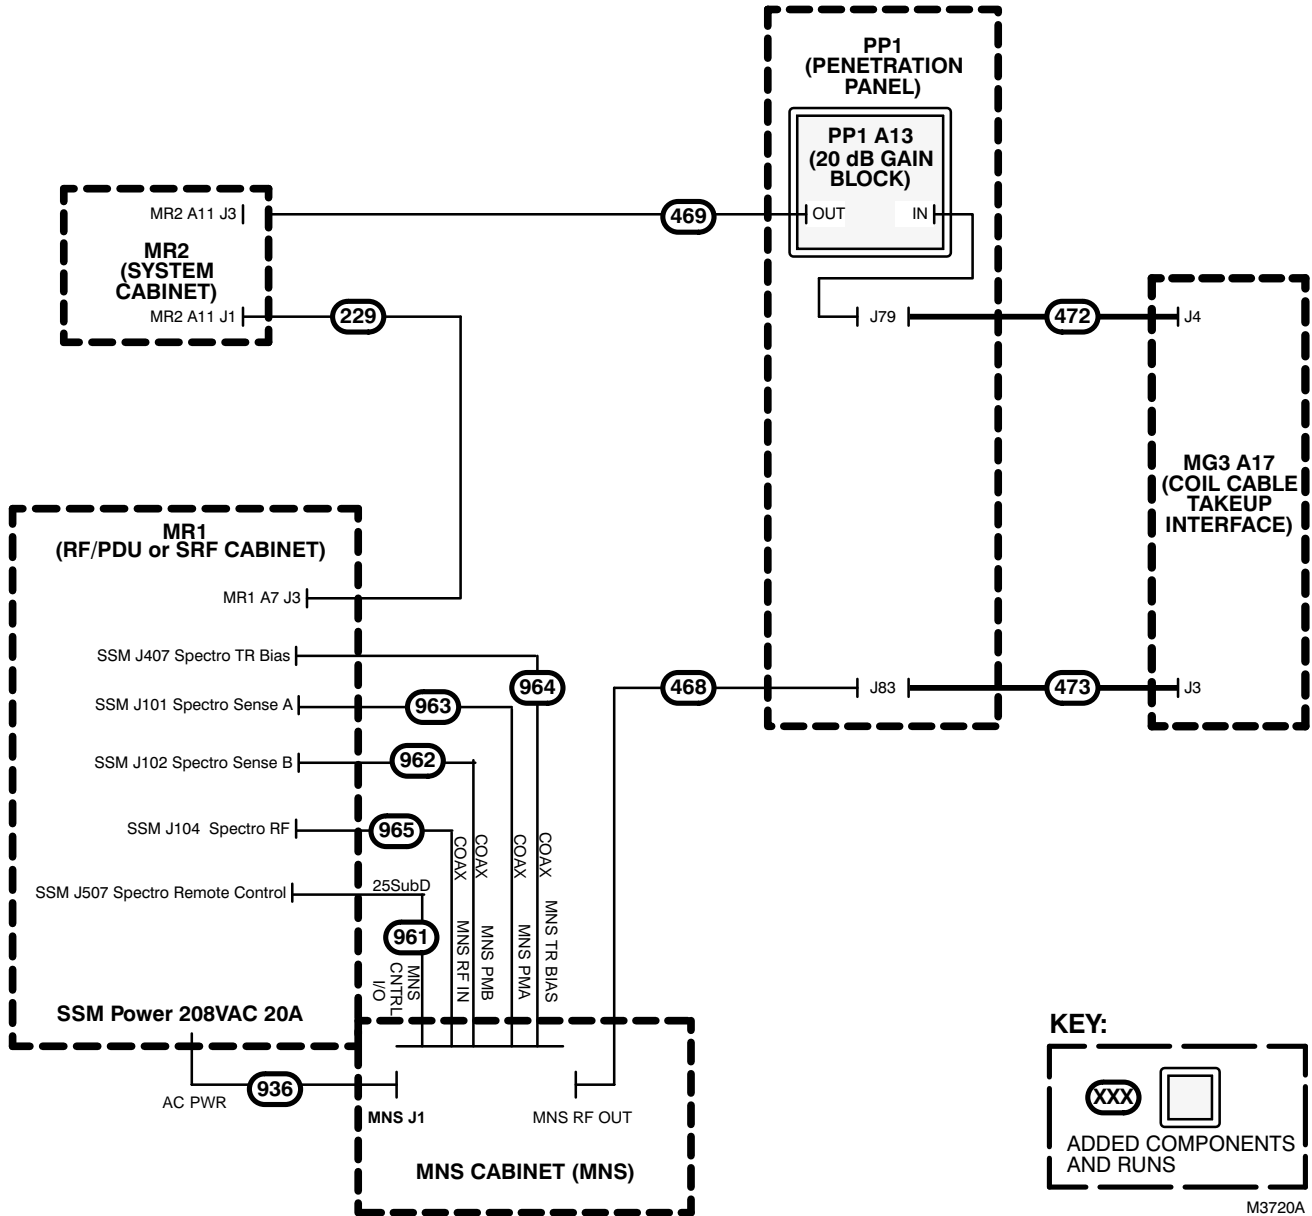 PP1
(PENETRATION
PANEL)
PP1 A13
(20 dB GAIN
BLOCK)
OUT
IN
MR2 A11 J3
MR2
(SYSTEM
CABINET)
MR2 A11 J1
469
229
J79
472
J4
MG3 A17
(COIL CABLE
TAKEUP
INTERFACE)
MR1
(RF/PDU or SRF CABINET)
MR1 A7 J3
SSM J407 Spectro TR Bias
964
468
J83
473
J3
SSM J101 Spectro Sense A
963
SSM J102 Spectro Sense B
962
SSM J104 Spectro RF
965
SSM J507 Spectro Remote Control
25SubD
961
COAX
COAX
COAX
COAX
MNS
CNTRL
I/O
MNS RF IN
MNS PMB
MNS PMA
MNS TR BIAS
SSM Power 208VAC 20A
AC PWR
936
MNS J1
MNS RF OUT
MNS CABINET (MNS)
KEY:
XXX
ADDED COMPONENTS
AND RUNS
M3720A